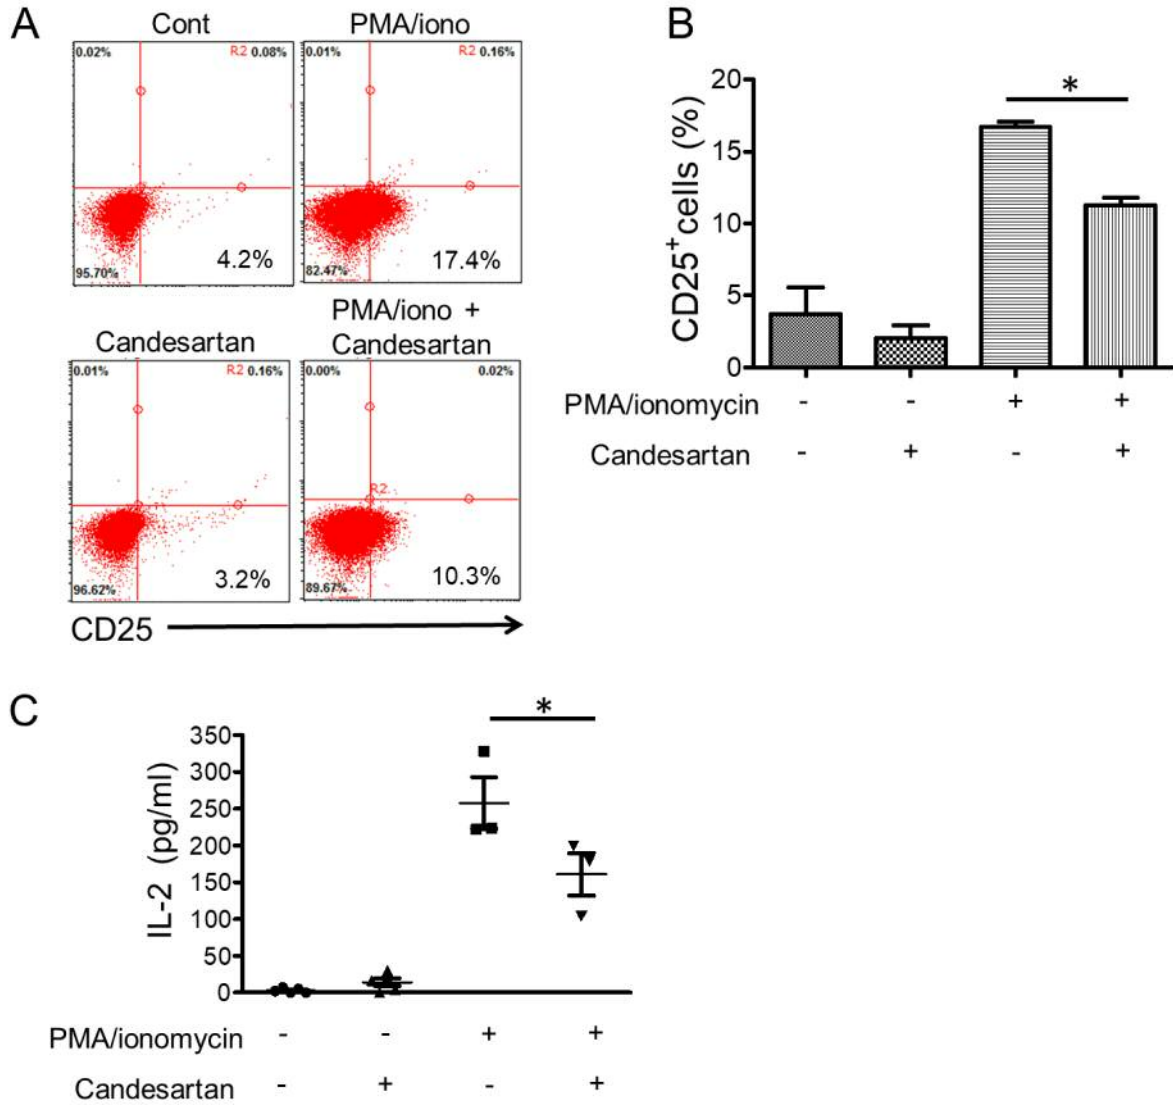 A
Cont
PMA/iono
0.02%
R2 0.08%
0.01%
0.16%
95.70%
4.2%
82.47%
17.4%
Candesartan
PMA/iono +
Candesartan
0.01%
R2 0.16%
0.00%
0.02%
R2
96.62%
3.2%
89.67%
10.3%
CD25
B
CD25+ cells (%)
20
15
10
5
0
*
PMA/ionomycin - - + +
Candesartan - + - +
C
IL-2 (pg/ml)
350
300
250
200
150
100
50
0
*
PMA/ionomycin - - + +
Candesartan - + - +